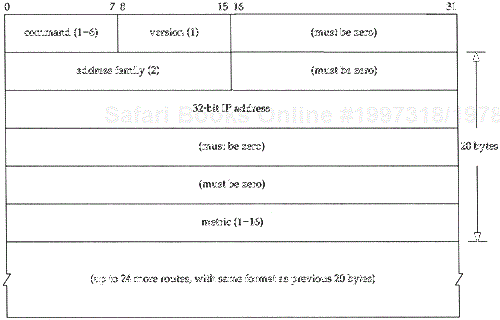 0 7 8 15 16 31
command (1-6) version (1) (must be zero)
address family (2) (must be zero)
32-bit IP address
Safari Books Online #1997318/1978
(must be zero)
20 bytes
(must be zero)
metric (1-16)
(up to 24 more routes, with same format as previous 20 bytes)